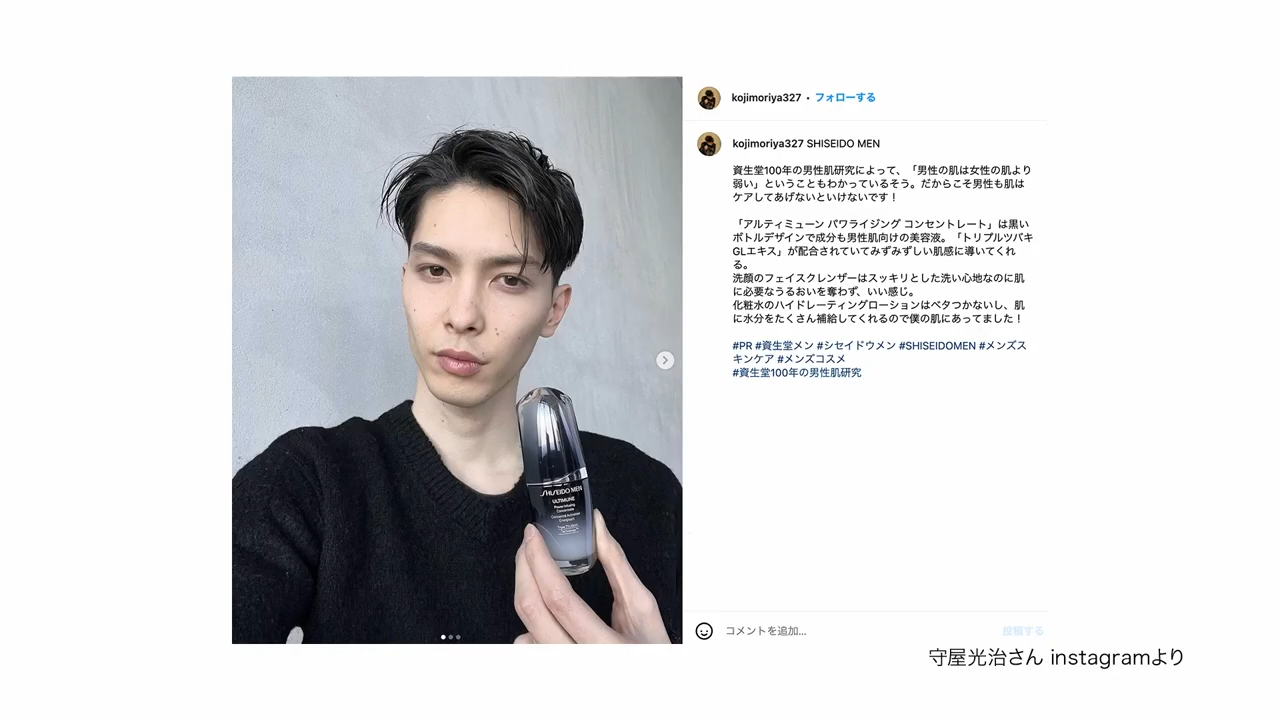 kojimoriya327 • フォローする
kojimoriya327 SHISEIDO MEN
資生堂100年の男性肌研究によって、「男性の肌は女性の肌より
弱い」ということもわかっているそう。だからこそ男性も肌は
ケアしてあげないといけないです！
「アルティミューン パワライジング コンセントレート」は黒い
ボトルデザインで成分も男性肌向けの美容液。「トリプルツバキ
GLエキス」が配合されていてみずみずしい肌感に導いてくれ
る。
洗顔のフェイスクレンザーはスッキリとした洗い心地なのに肌
に必要なうるおいを奪わず、いい感じ。
化粧水のハイドレーティングローションはベタつかないし、肌
に水分をたくさん補給してくれるので僕の肌にあってました！
#PR #資生堂メン #シセイドウメン #SHISEIDOMEN #メンズス
キンケア #メンズコスメ
#資生堂100年の男性肌研究
SHISEIDO MEN
ULTIMUNE
Power Infusing
Concentrate
コメントを追加...
投稿する
守屋光治さん instagramより